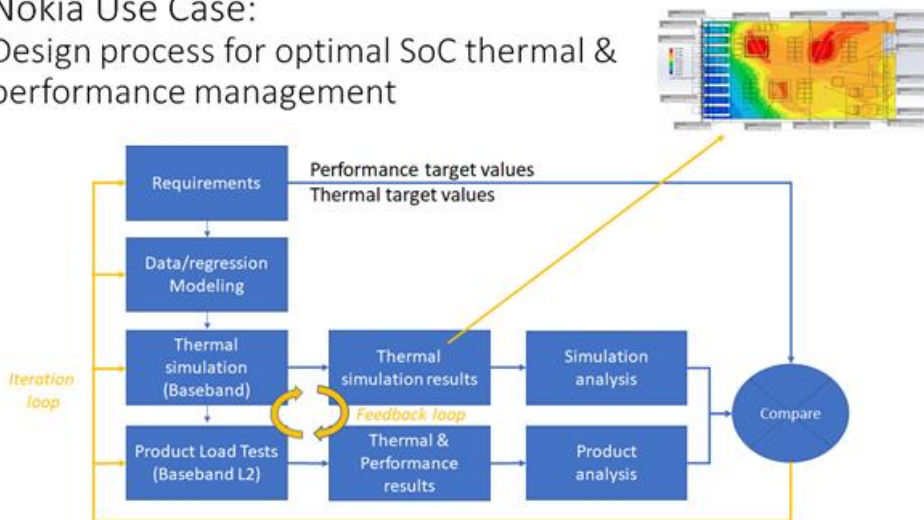 Nokia Use Case:
Design process for optimal SoC thermal &
performance management
Requirements
Performance target values
Thermal target values
Data/regression
Modeling
Thermal
simulation
(Baseband)
Thermal
simulation results
Simulation
analysis
Iteration
loop
Feedback loop
Compare
Product Load Tests
(Baseband L2)
Thermal &
Performance
results
Product
analysis